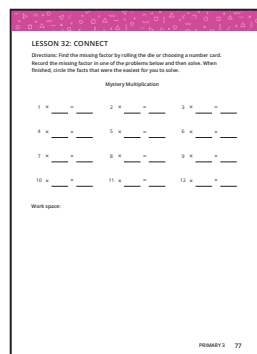 LESSON 32: CONNECT
Directions: Find the missing factor by rolling the die or choosing a number card.
Record the missing factor in one of the problems below and then solve. When
finished, circle the facts that were the easiest for you to solve.
Mystery Multiplication
1 × ___ = ___ 2 × ___ = ___ 3 × ___ = ___
4 × ___ = ___ 5 × ___ = ___ 6 × ___ = ___
7 × ___ = ___ 8 × ___ = ___ 9 × ___ = ___
10 × ___ = ___ 11 × ___ = ___ 12 × ___ = ___
Work space:
PRIMARY 3 77